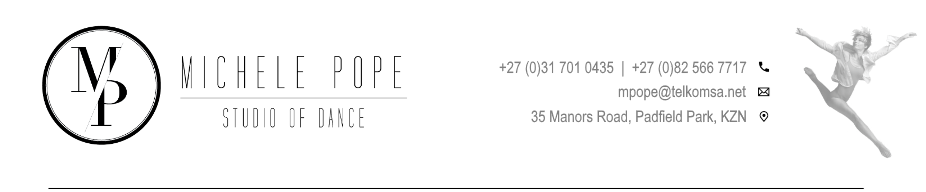 MP
MICHELE POPE
STUDIO OF DANCE
+27 (0)31 701 0435 | +27 (0)82 566 7717
mpope@telkomsa.net
35 Manors Road, Padfield Park, KZN